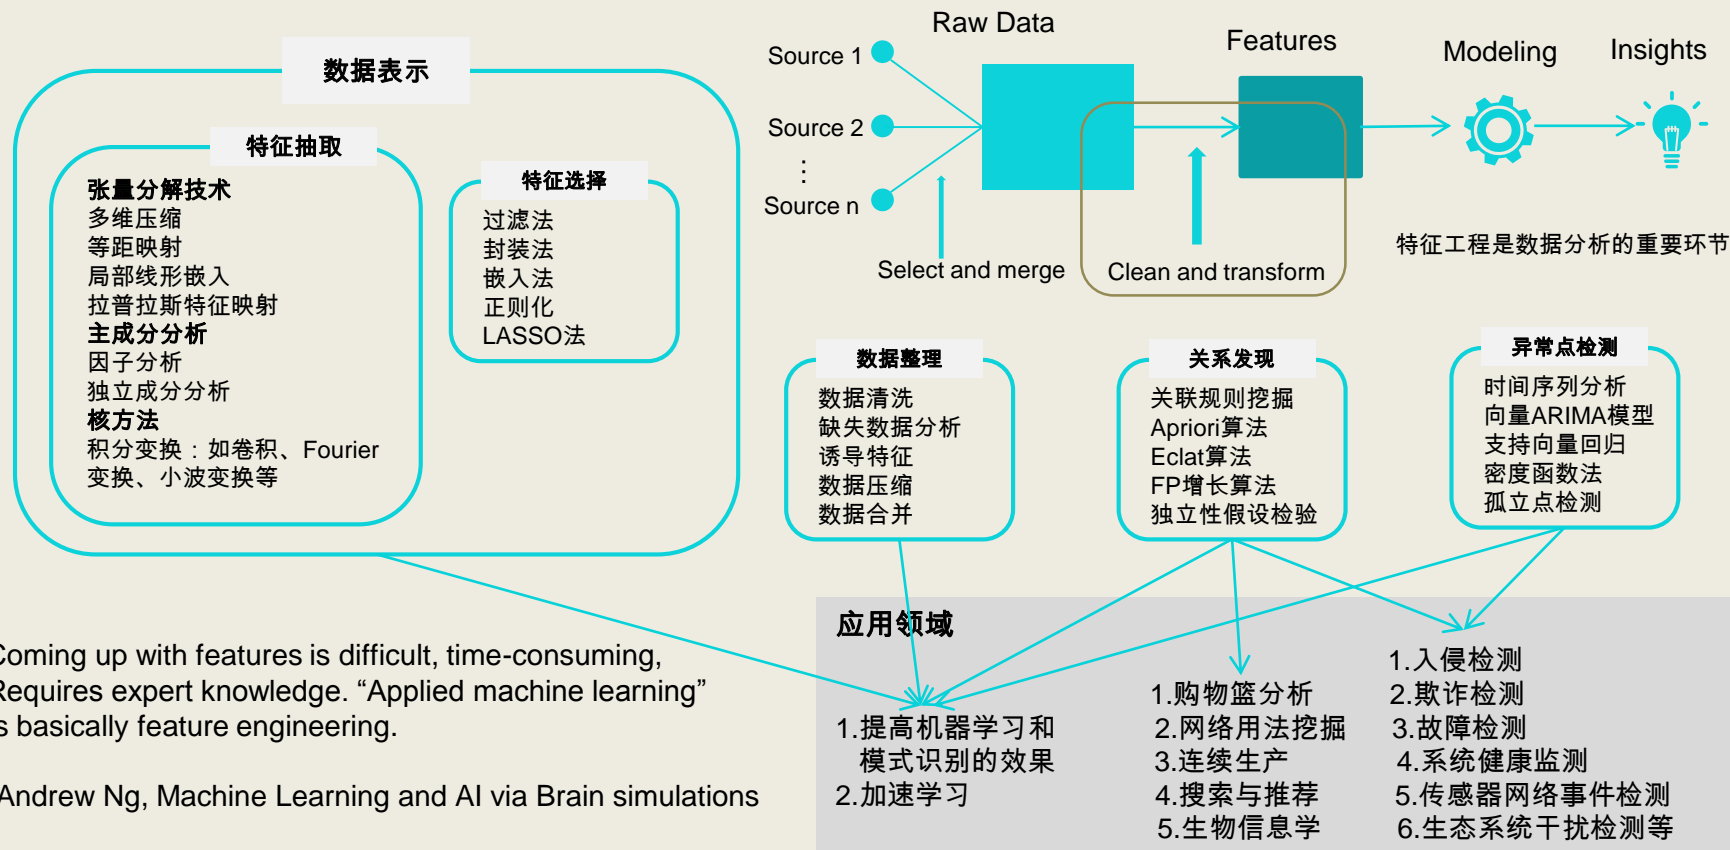 数据表示
特征抽取
张量分解技术
多维压缩
等距映射
局部线形嵌入
拉普拉斯特征映射
主成分分析
因子分析
独立成分分析
核方法
积分变换：如卷积、Fourier
变换、小波变换等
特征选择
过滤法
封装法
嵌入法
正则化
LASSO法
Raw Data
Features
Modeling
Insights
Source 1
Source 2
⋮
Source n
Select and merge
Clean and transform
特征工程是数据分析的重要环节
数据整理
数据清洗
缺失数据分析
诱导特征
数据压缩
数据合并
关系发现
关联规则挖掘
Apriori算法
Eclat算法
FP增长算法
独立性假设检验
异常点检测
时间序列分析
向量ARIMA模型
支持向量回归
密度函数法
孤立点检测
Coming up with features is difficult, time-consuming,
Requires expert knowledge. “Applied machine learning”
is basically feature engineering.
Andrew Ng, Machine Learning and AI via Brain simulations
应用领域
1.提高机器学习和
模式识别的效果
2.加速学习
1.购物篮分析
2.网络用法挖掘
3.连续生产
4.搜索与推荐
5.生物信息学
1.入侵检测
2.欺诈检测
3.故障检测
4.系统健康监测
5.传感器网络事件检测
6.生态系统干扰检测等